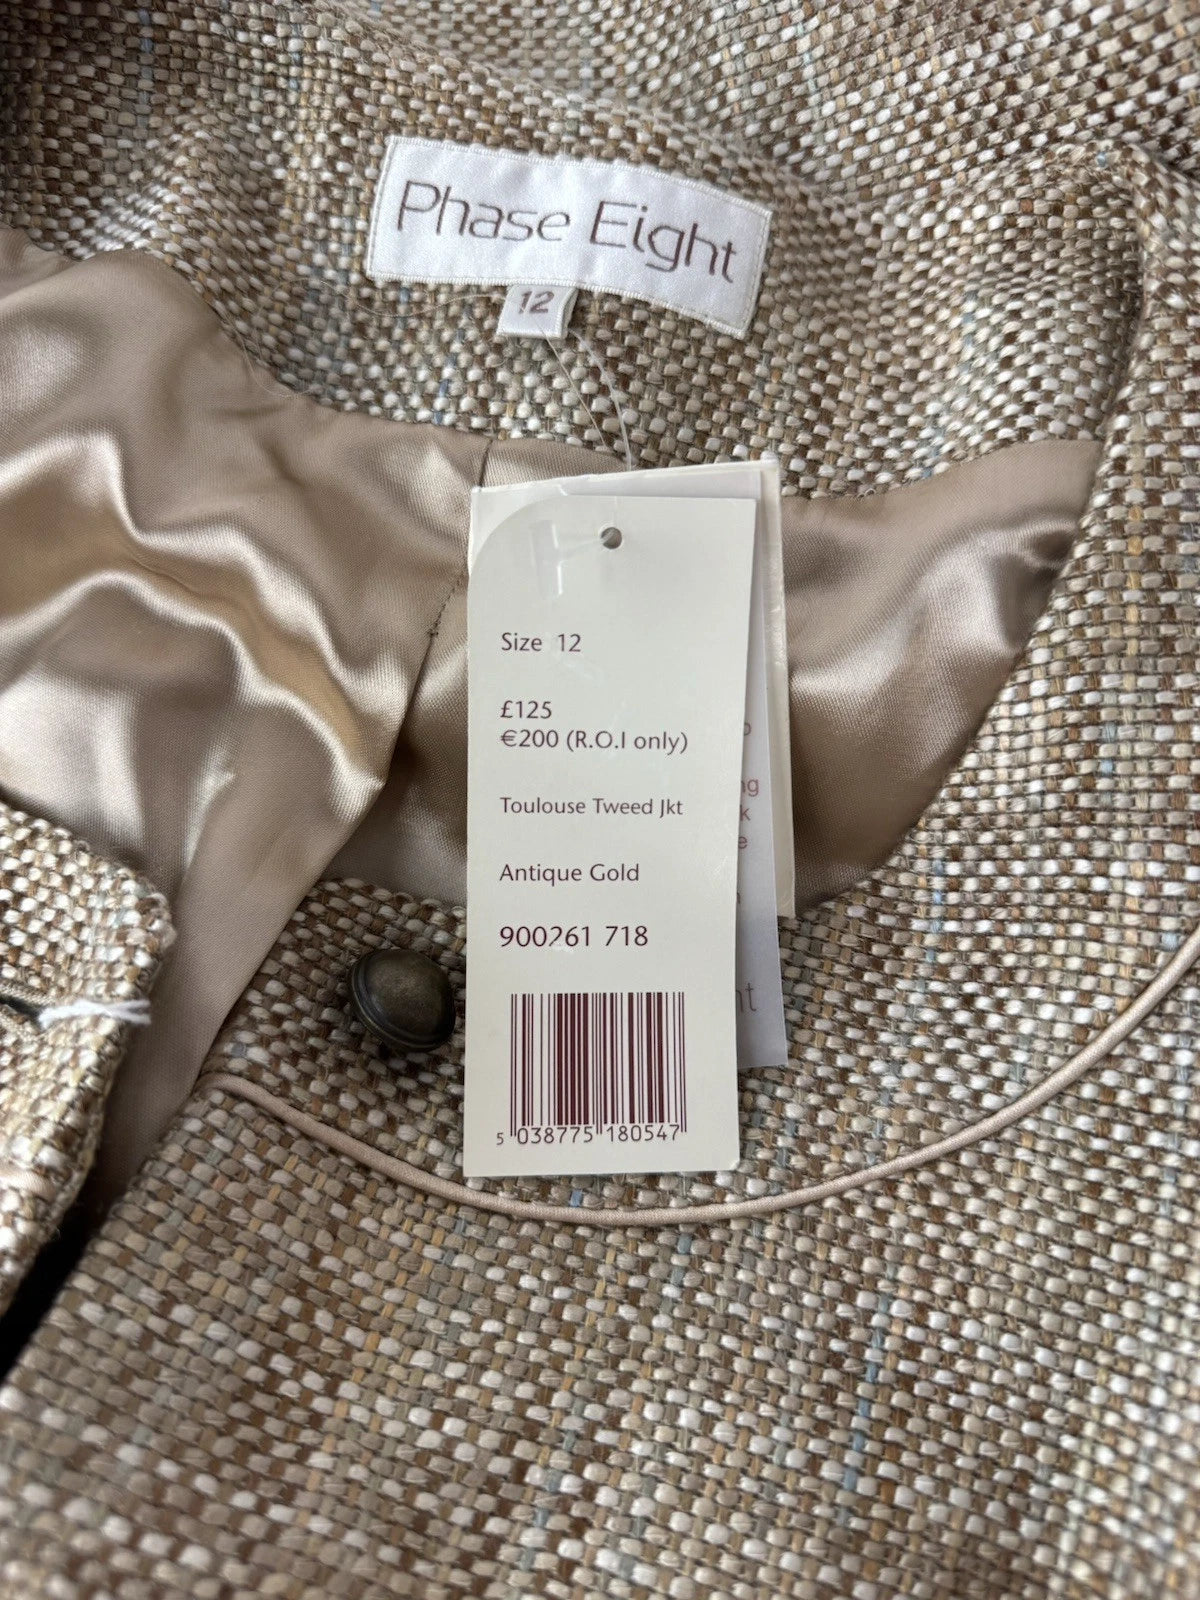 Phase Eight
12
Size 12
£125
€200 (R.O.I only)
Toulouse Tweed Jkt
Antique Gold
900261 718
5 038775 180547